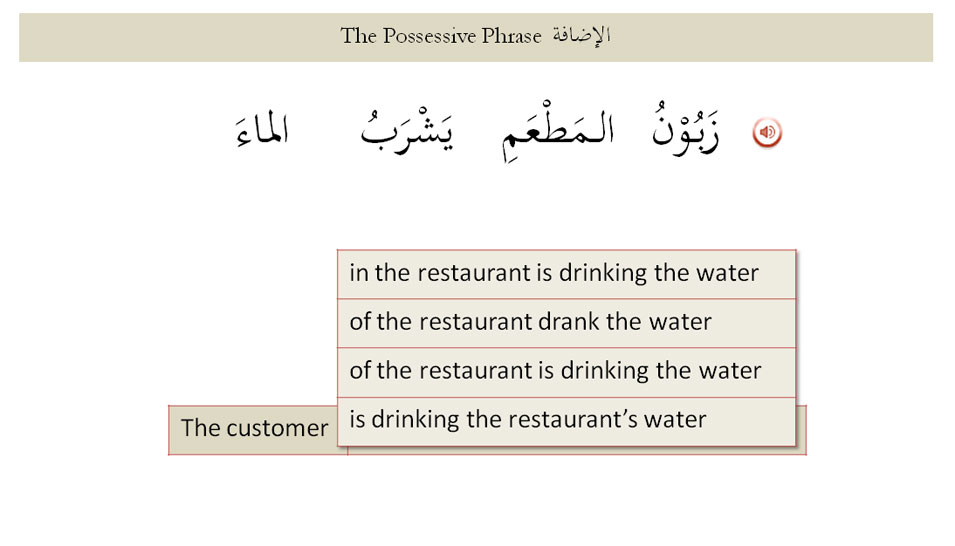 The Possessive Phrase الإضافة
زَبُوْنُ المَطْعَمِ يَشْرَبُ الماءَ
in the restaurant is drinking the water
of the restaurant drank the water
of the restaurant is drinking the water
is drinking the restaurant’s water
The customer